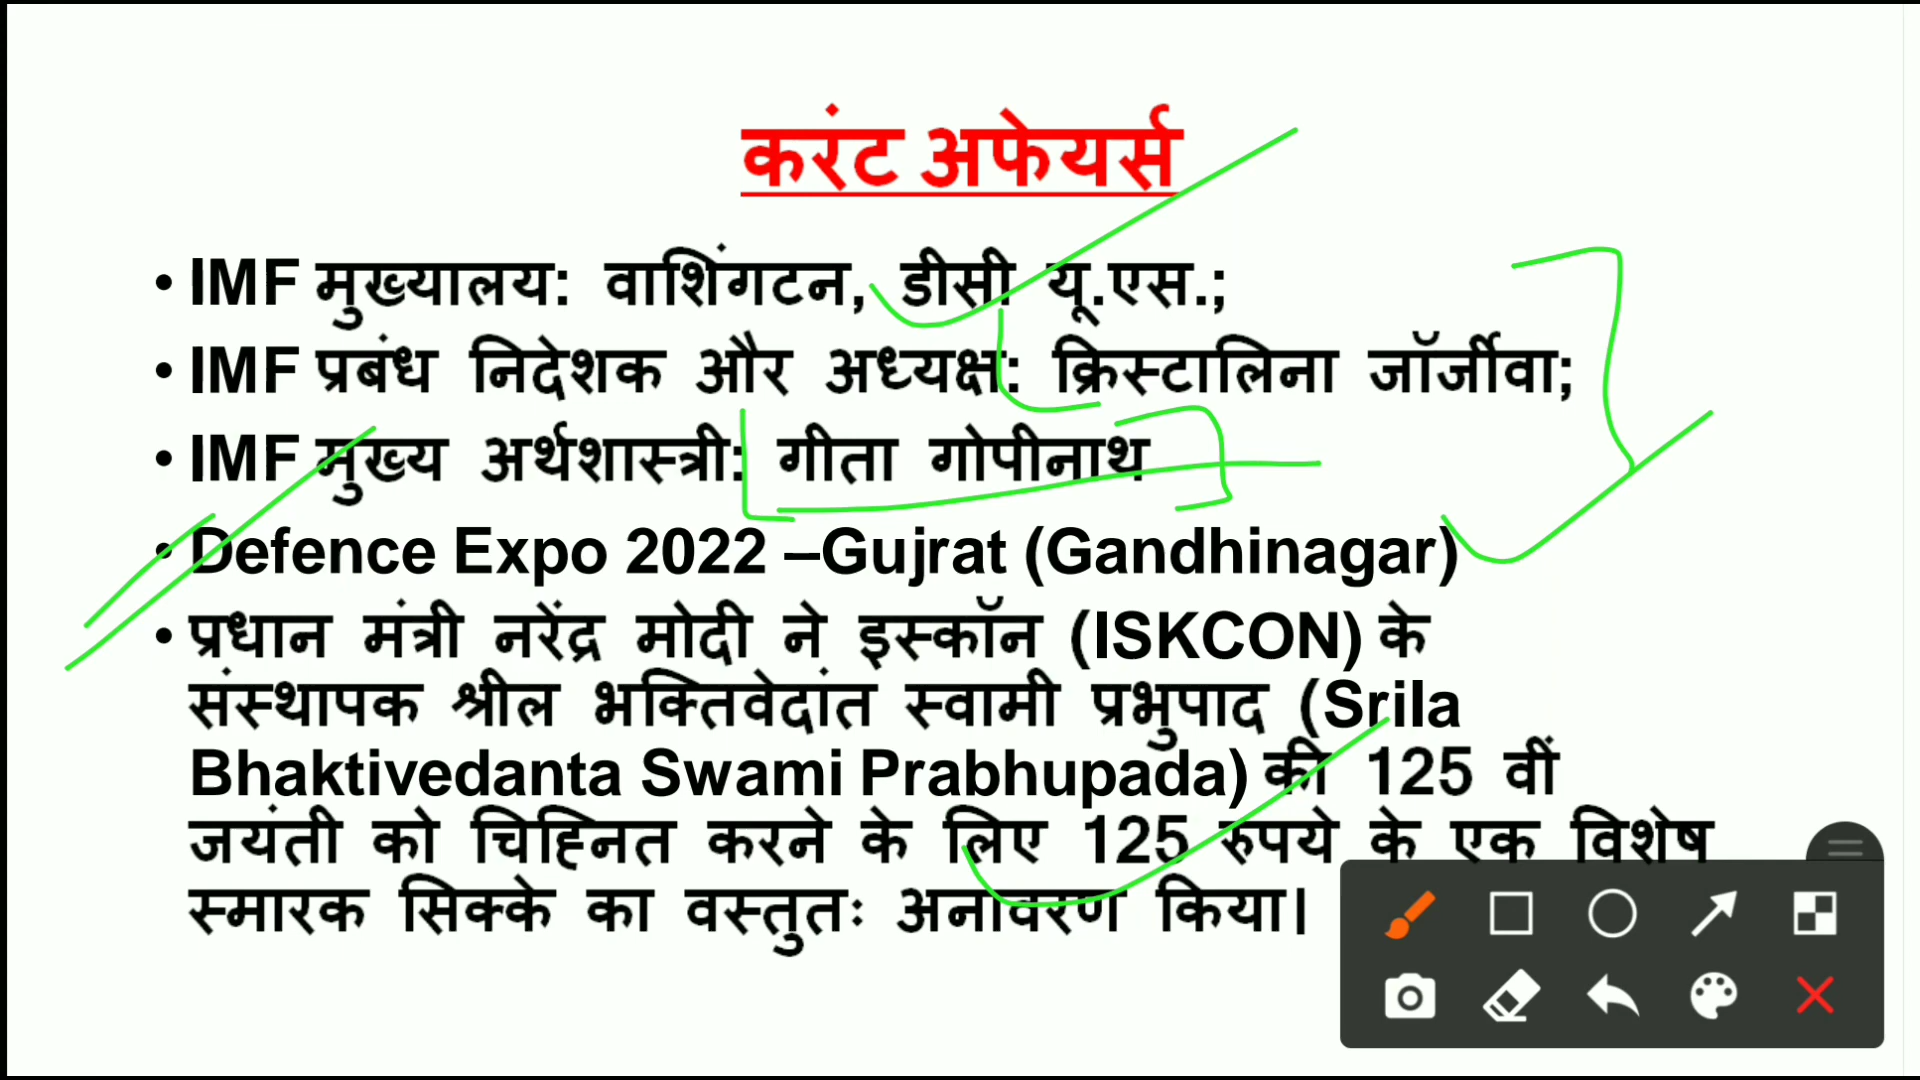 करंट अफेयर्स
• IMF मुख्यालय: वाशिंगटन, डीसी यू.एस.;
• IMF प्रबंध निदेशक और अध्यक्ष: क्रिस्टालिना जॉर्जीवा;
• IMF मुख्य अर्थशास्त्री: गीता गोपीनाथ
• Defence Expo 2022 –Gujrat (Gandhinagar)
• प्रधान मंत्री नरेंद्र मोदी ने इस्कॉन (ISKCON) के
संस्थापक श्रील भक्तिवेदांत स्वामी प्रभुपाद (Srila
Bhaktivedanta Swami Prabhupada) की 125 वीं
जयंती को चिह्नित करने के लिए 125 रुपये के एक विशेष
स्मारक सिक्के का वस्तुतः अनावरण किया।